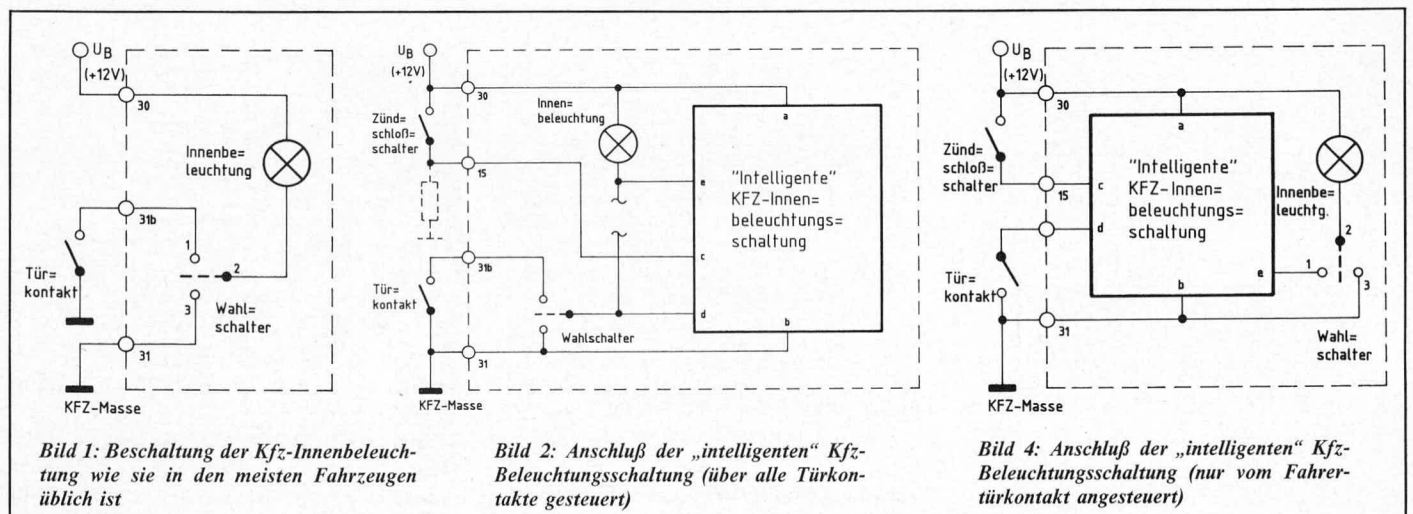 U_B
(+12V)
30
Innenbe=
leuchtung
31b
1
2
3
Tür=
kontakt
Wahl=
schalter
31
KFZ-Masse
Bild 1: Beschaltung der Kfz-Innenbeleuch-
tung wie sie in den meisten Fahrzeugen
üblich ist
U_B
(+12V)
30
Zünd=
schloß=
schalter
Innen=
beleuchtung
a
15
e
"Intelligente"
KFZ-Innen=
beleuchtungs=
schaltung
c
31b
Tür=
kontakt
d
Wahlschalter
b
31
KFZ-Masse
Bild 2: Anschluß der „intelligenten“ Kfz-
Beleuchtungsschaltung (über alle Türkon-
takte gesteuert)
U_B
(+12V)
30
a
Zünd=
schloß=
schalter
15
c
"Intelligente"
KFZ-Innen=
beleuchtungs=
schaltung
Innenbe=
leuchtg.
d
2
Tür=
kontakt
e
1
3
b
31
Wahl=
schalter
KFZ-Masse
Bild 4: Anschluß der „intelligenten“ Kfz-
Beleuchtungsschaltung (nur vom Fahrer-
türkontakt angesteuert)